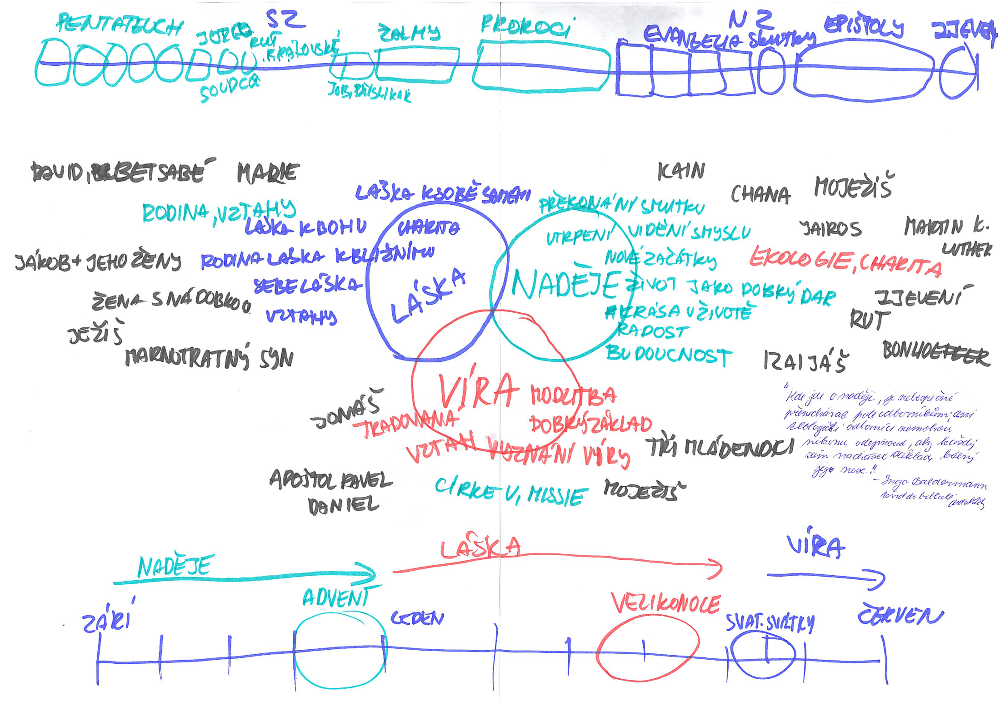 PENTATEUCH
SZ
JOZUA
RUT
KRÁLOVSKÉ
ŽALMY
PROROCI
NZ
EVANGELIA SKUTKY
EPIŠTOLY
ZJEVENÍ
SOUDCŮ
JOB, PŘÍSLÍ KAZ
DAVID, BETSABÉ
MARIE
RODINA, VZTAHY
LÁSKA K BOHU
JÁKOB + JEHO ŽENY
RODINA LÁSKA K BLIŽNÍMU
SEBELÁSKA
ŽENA S NÁDOBKOU
VZTAHY
JEŽÍŠ
MARNOTRATNÝ SYN
LÁSKA K SOBĚ SAMÉMU
CHARITA
LÁSKA
PŘEKONÁNÍ SMUTKU
UTRPENÍ
VIDĚNÍ SMYSLU
NOVÉ ZAČÁTKY
NADĚJE
ŽIVOT JAKO DOBRÝ DAR
KRÁSA V ŽIVOTĚ
RADOST
BUDOUCNOST
KAIN
CHANA
MOJEŽÍŠ
JAIROS
MARTIN K.
LUTHER
EKOLOGIE, CHARITA
ZJEVENÍ
RUT
IZAIJÁŠ
BONHOEFFER
VÍRA
MODLITBA
JONÁŠ
TRADOVANÁ
DOBRÝ ZÁKLAD
VZTAH
VYZNÁNÍ VÍRY
TŘI MLÁDENCI
APOŠTOL PAVEL
DANIEL
CÍRKEV, MISSIE
MOJEŽÍŠ
"Kde jde o naději, je nebezpečné
přenechávat pole odborníkům; ani
teologičtí odborníci nemohou
nikomu odejmout, aby každý
sám nacházel základ, který
jej nese."
- Ingo Baldermann
Úvod do biblické
didaktiky
NADĚJE
LÁSKA
VÍRA
ADVENT
VELIKONOCE
ZÁŘÍ
LEDEN
SVAT. SVÁTKY
ČERVEN